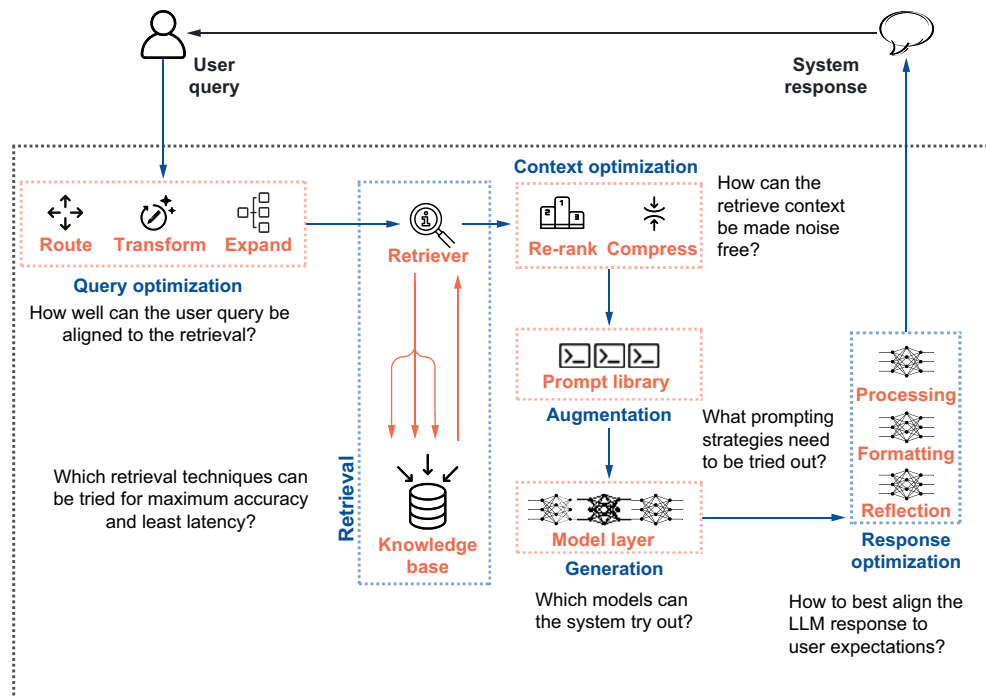 User
query
System
response
Route
Transform
Expand
Query optimization
How well can the user query be
aligned to the retrieval?
Retriever
Which retrieval techniques can
be tried for maximum accuracy
and least latency?
Retrieval
Knowledge
base
Context optimization
1
2
3
Re-rank
Compress
How can the
retrieve context
be made noise
free?
Prompt library
Augmentation
What prompting
strategies need
to be tried out?
Model layer
Generation
Which models can
the system try out?
Processing
Formatting
Reflection
Response
optimization
How to best align the
LLM response to
user expectations?